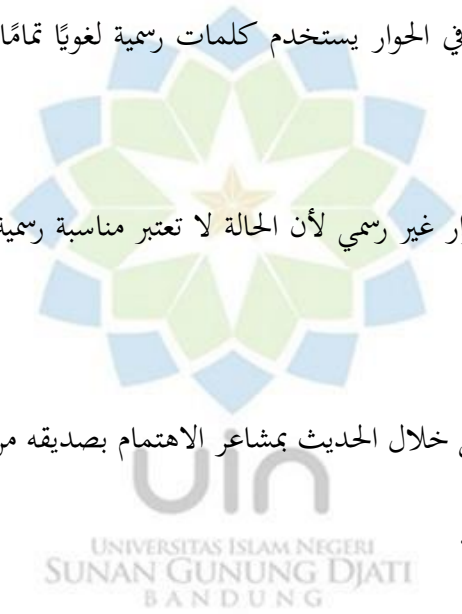 في الحوار يستخدم كلمات رسمية لغويًا تمامًا
غير رسمي لأن الحالة لا تعتبر مناسبة رسمية
خلال الحديث بمشاعر الاهتمام بصديقه
uin
UNIVERSITAS ISLAM NEGERI
SUNAN GUNUNG DJATI
BANDUNG